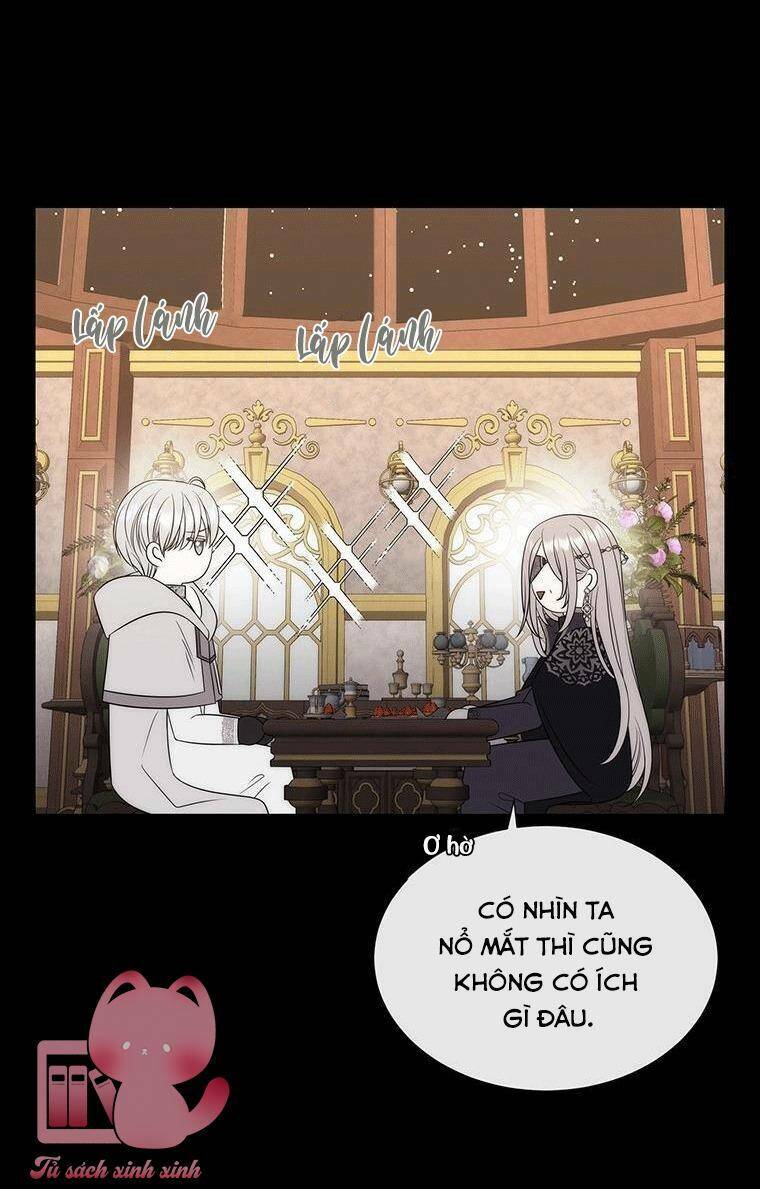 Lấp Lánh
Lấp Lánh
Ơ hờ
CÓ NHÌN TA
NỔ MẮT THÌ CŨNG
KHÔNG CÓ ÍCH
GÌ ĐÂU.
Tủ sách xinh xinh